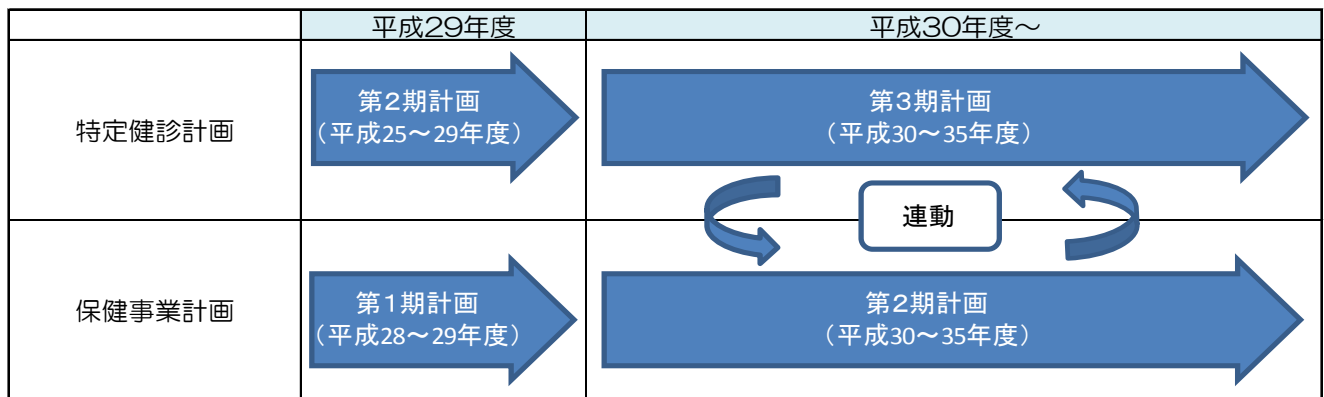 平成29年度
平成30年度～
特定健診計画
第２期計画
（平成25～29年度）
第３期計画
（平成30～35年度）
連動
保健事業計画
第１期計画
（平成28～29年度）
第２期計画
（平成30～35年度）